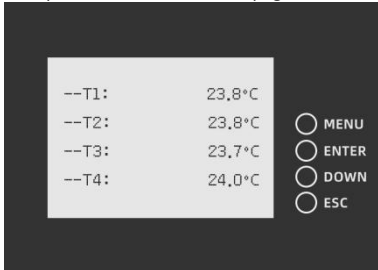 --T1: 23.8°C
--T2: 23.8°C
--T3: 23.7°C
--T4: 24.0°C
MENU
ENTER
DOWN
ESC